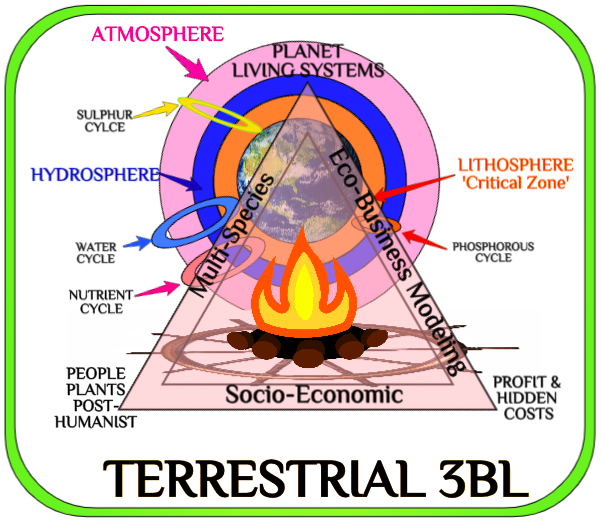 ATMOSPHERE
PLANET
LIVING SYSTEMS
SULPHUR
CYLCE
HYDROSPHERE
LITHOSPHERE
'Critical Zone'
Multi-Species
Eco-Business Modeling
WATER
CYCLE
PHOSPHOROUS
CYCLE
NUTRIENT
CYCLE
PEOPLE
PLANTS
POST-
HUMANIST
Socio-Economic
PROFIT &
HIDDEN
COSTS
TERRESTRIAL 3BL